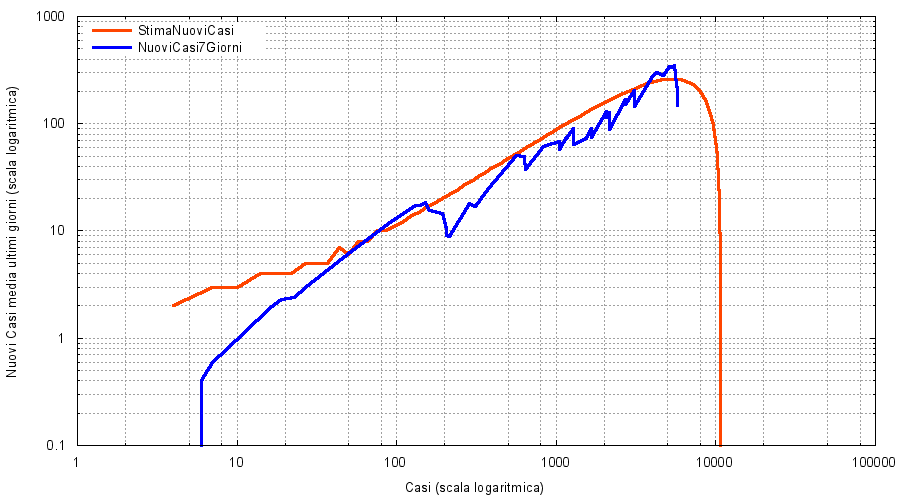 1000
StimaNuoviCasi
NuoviCasi7Giorni
100
10
1
0.1
Nuovi Casi media ultimi giorni (scala logaritmica)
1 10 100 1000 10000 100000
Casi (scala logaritmica)